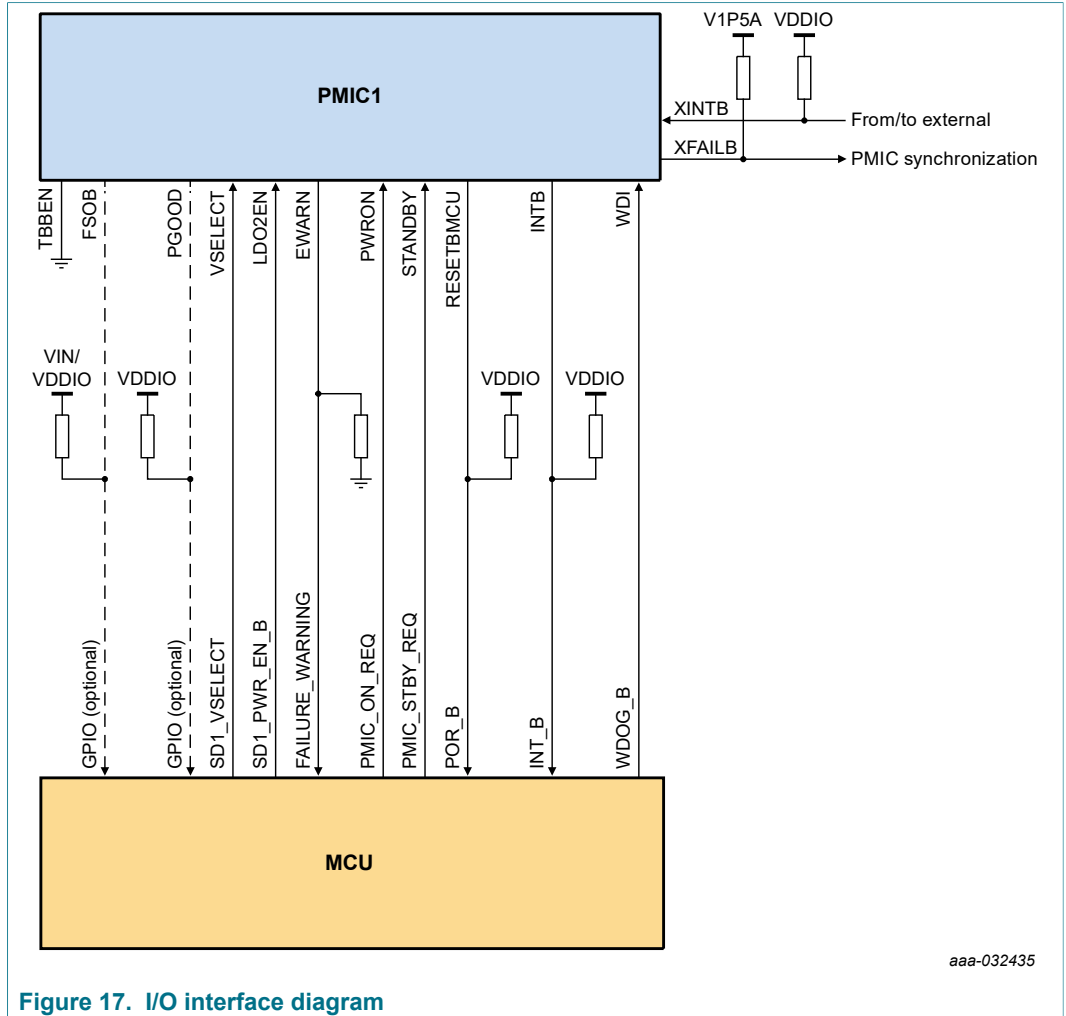 V1P5A VDDIO
PMIC1
XINTB
From/to external
XFAILB
PMIC synchronization
TBBEN
FSOB
PGOOD
VSELECT
LDO2EN
EWARN
PWRON
STANDBY
RESETBMCU
INTB
WDI
VIN/
VDDIO
VDDIO
VDDIO
VDDIO
GPIO (optional)
GPIO (optional)
SD1_VSELECT
SD1_PWR_EN_B
FAILURE_WARNING
PMIC_ON_REQ
PMIC_STBY_REQ
POR_B
INT_B
WDOG_B
MCU
aaa-032435
Figure 17. I/O interface diagram